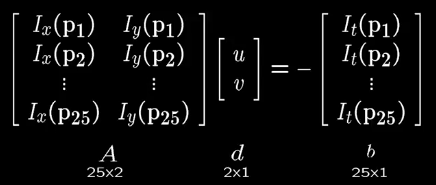 I_x(p_1) I_y(p_1) I_t(p_1)
I_x(p_2) I_y(p_2) u I_t(p_2)
⋮ ⋮ v = − ⋮
I_x(p_25) I_y(p_25) I_t(p_25)
A d b
25x2 2x1 25x1